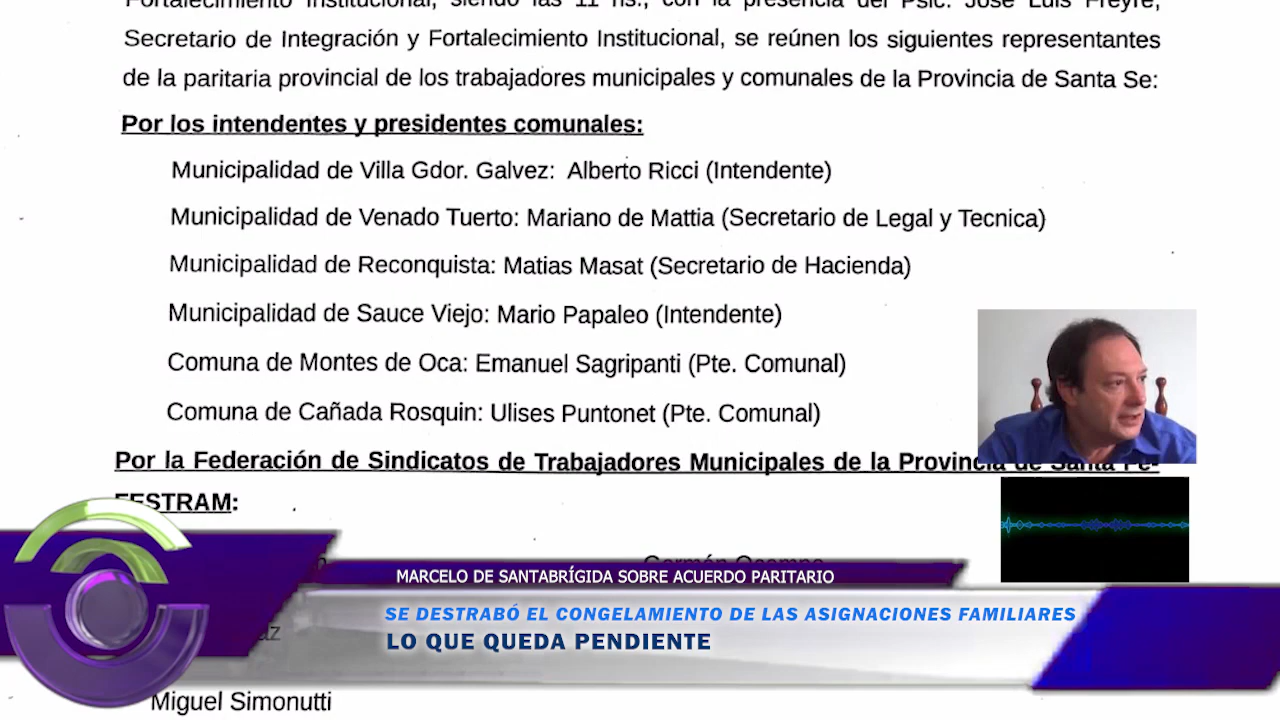 Fortalecimiento Institucional, siendo las 11 hs., con la presencia del Psic. José Luis Freyre,
Secretario de Integración y Fortalecimiento Institucional, se reúnen los siguientes representantes
de la paritaria provincial de los trabajadores municipales y comunales de la Provincia de Santa Se:
Por los intendentes y presidentes comunales:
Municipalidad de Villa Gdor. Galvez: Alberto Ricci (Intendente)
Municipalidad de Venado Tuerto: Mariano de Mattia (Secretario de Legal y Tecnica)
Municipalidad de Reconquista: Matias Masat (Secretario de Hacienda)
Municipalidad de Sauce Viejo: Mario Papaleo (Intendente)
Comuna de Montes de Oca: Emanuel Sagripanti (Pte. Comunal)
Comuna de Cañada Rosquin: Ulises Puntonet (Pte. Comunal)
Por la Federación de Sindicatos de Trabajadores Municipales de la Provincia de Santa Fe-
FESTRAM:
Germán Ocampo
MARCELO DE SANTABRÍGIDA SOBRE ACUERDO PARITARIO
SE DESTRABÓ EL CONGELAMIENTO DE LAS ASIGNACIONES FAMILIARES
LO QUE QUEDA PENDIENTE
Miguel Simonutti